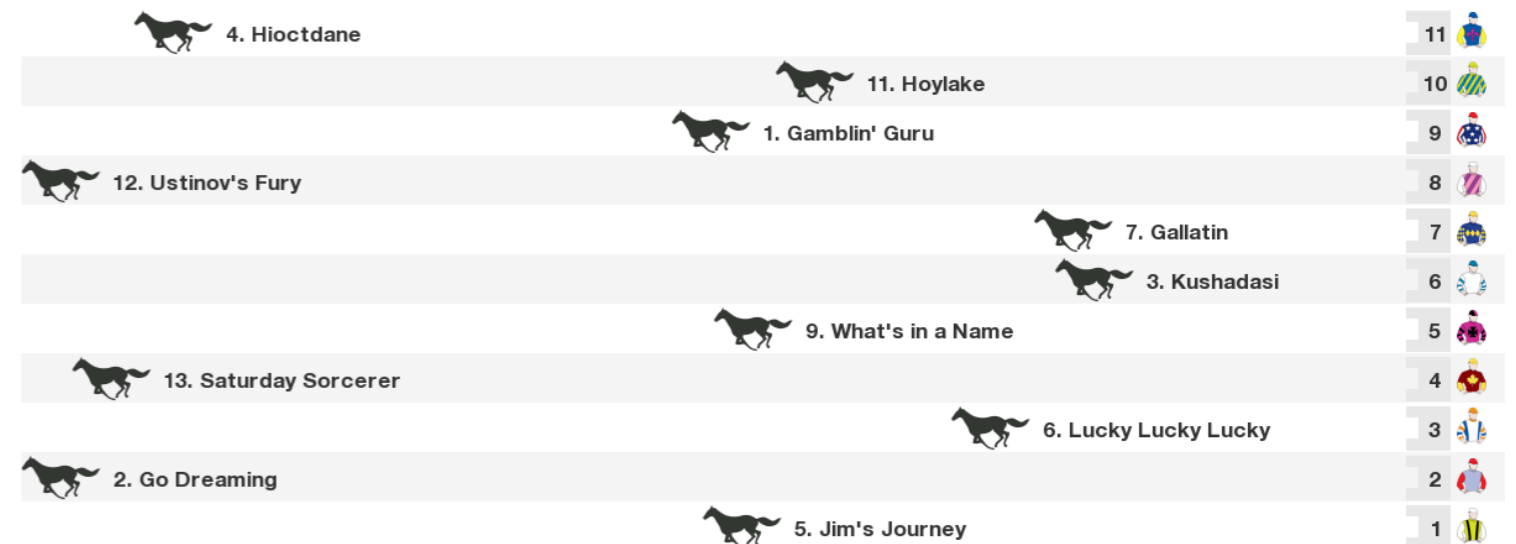 4. Hioctdane 11
11. Hoylake 10
1. Gamblin' Guru 9
12. Ustinov's Fury 8
7. Gallatin 7
3. Kushadasi 6
9. What's in a Name 5
13. Saturday Sorcerer 4
6. Lucky Lucky Lucky 3
2. Go Dreaming 2
5. Jim's Journey 1